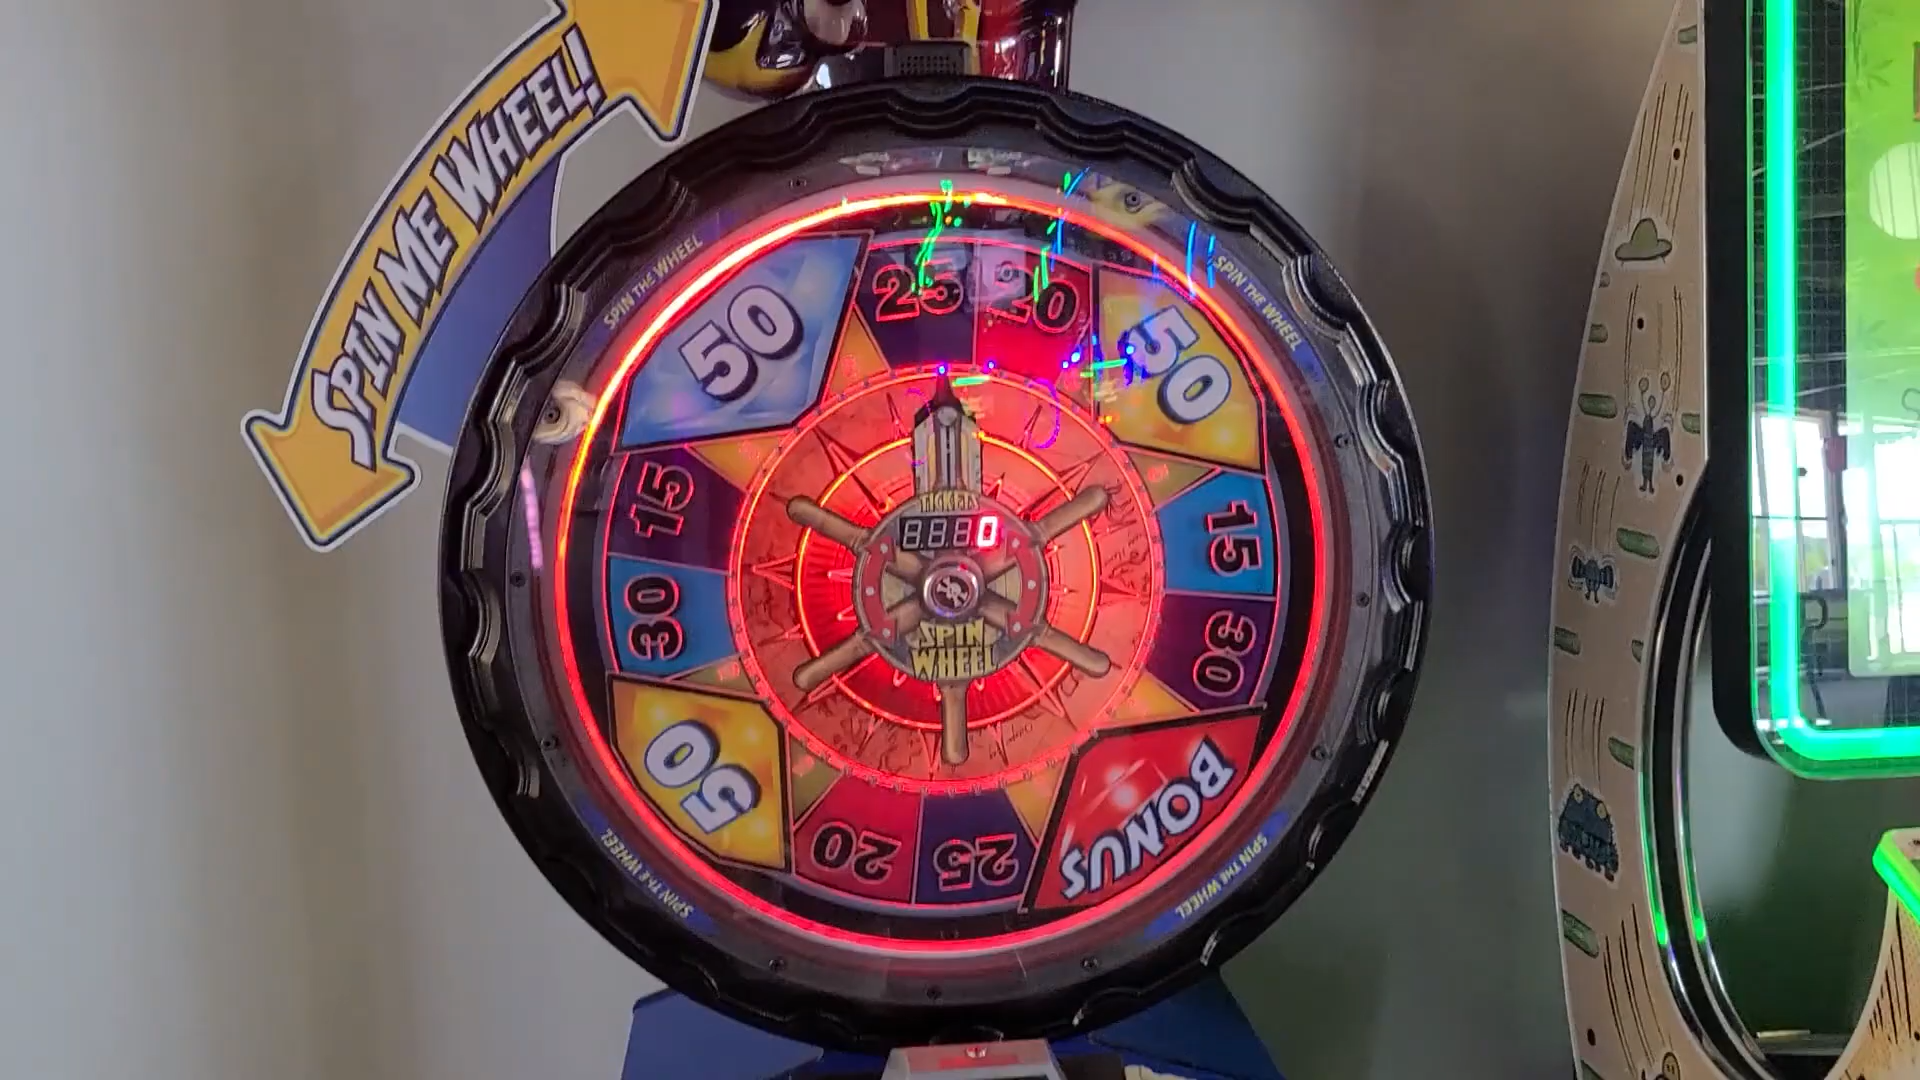 SPIN ME WHEEL!
SPIN THE WHEEL
SPIN THE WHEEL
50
25
20
50
15
15
30
30
TICKETS
0
SPIN
WHEEL
50
20
25
BONUS
SPIN THE WHEEL
SPIN THE WHEEL